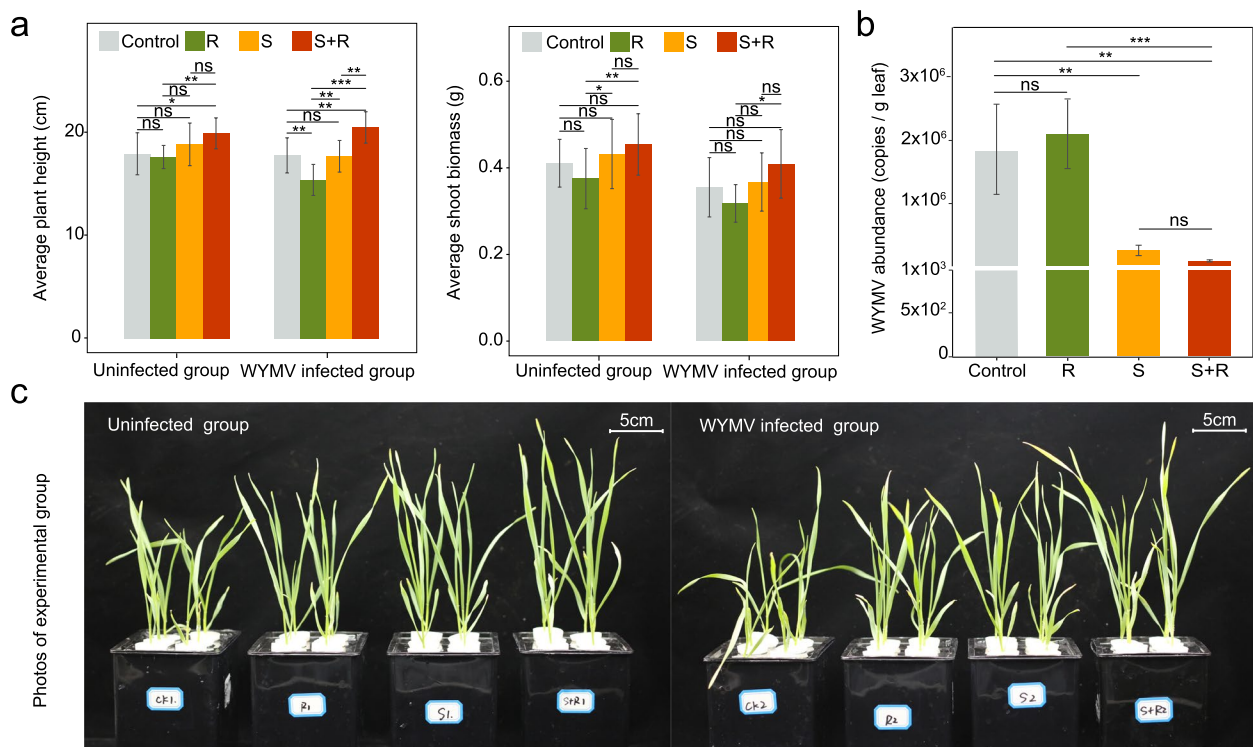 a
Control R S S+R
Average plant height (cm)
20
10
0
ns
**
ns
*
ns
ns
**
***
**
**
ns
**
Uninfected group WYMV infected group
Control R S S+R
Average shoot biomass (g)
0.6
0.4
0.2
0.0
ns
**
*
ns
ns
ns
ns
*
ns
ns
ns
ns
Uninfected group WYMV infected group
b
WYMV abundance (copies / g leaf)
3x10⁶
2x10⁶
1x10⁶
1x10³
5x10²
0
***
**
**
ns
ns
Control R S S+R
c
Photos of experimental group
Uninfected group
5cm
CK1.
R1
S1.
S+R1
WYMV infected group
5cm
CK2
R2
S2
S+R2